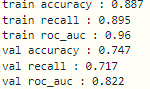 train accuracy : 0.887
train recall : 0.895
train roc_auc : 0.96
val accuracy : 0.747
val recall : 0.717
val roc_auc : 0.822